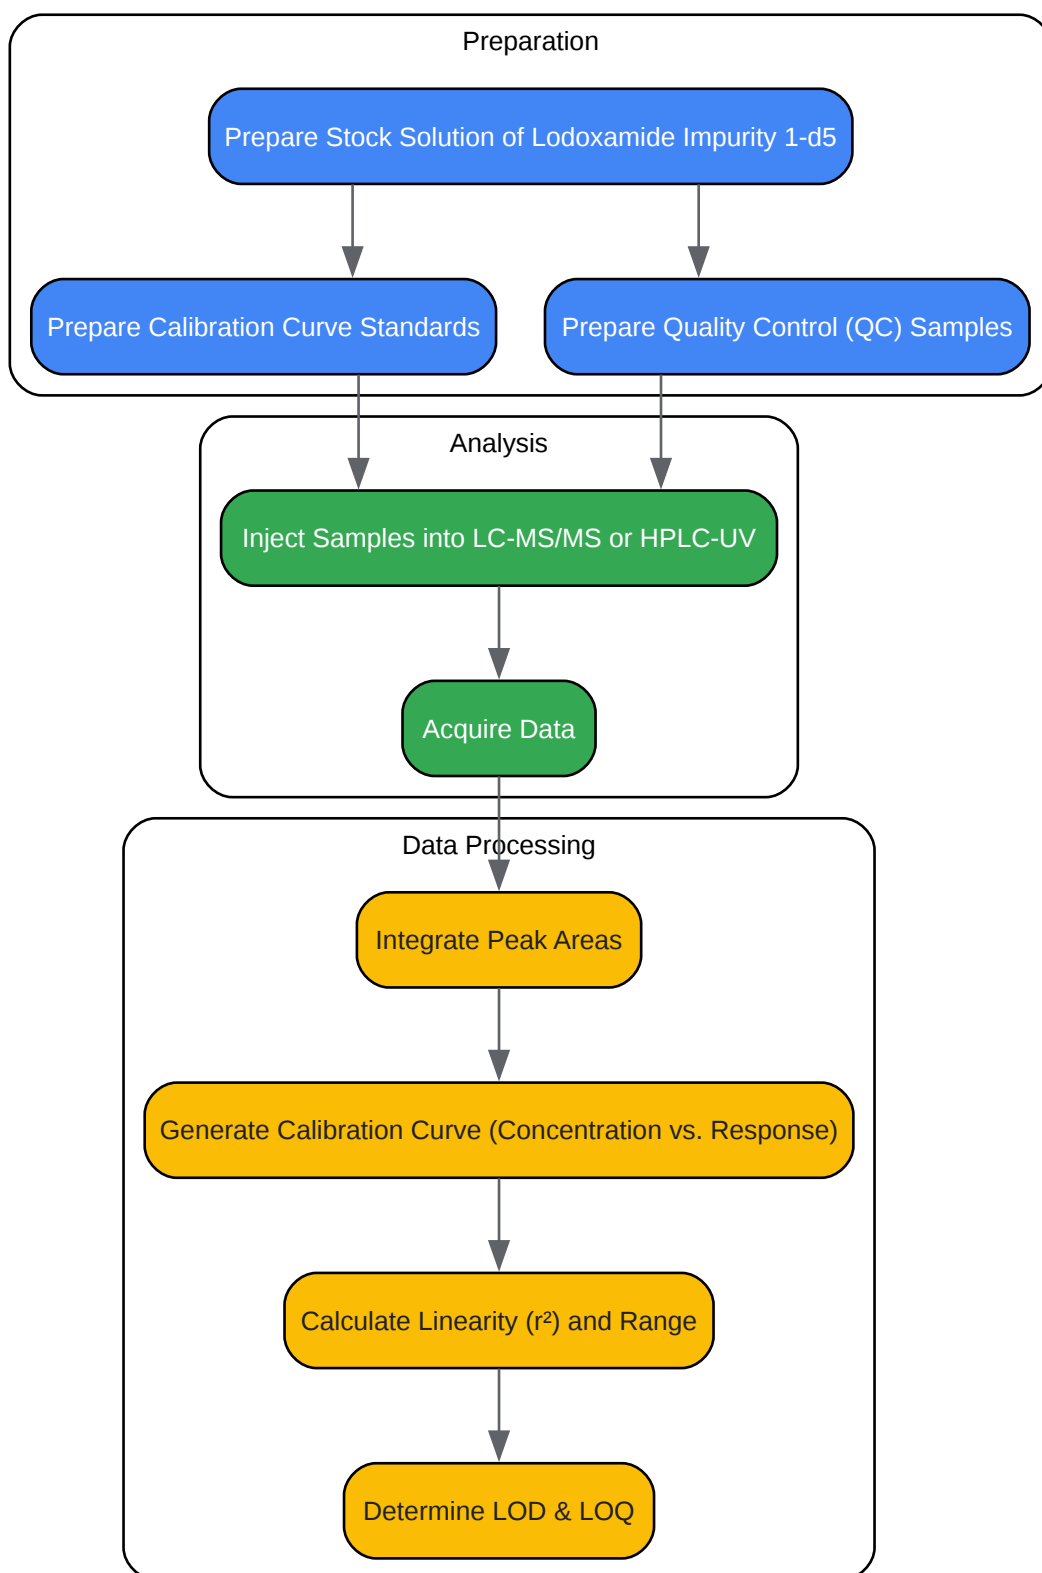 Preparation
Prepare Stock Solution of Lodoxamide Impurity 1-d5
Prepare Calibration Curve Standards
Prepare Quality Control (QC) Samples
Analysis
Inject Samples into LC-MS/MS or HPLC-UV
Acquire Data
Data Processing
Integrate Peak Areas
Generate Calibration Curve (Concentration vs. Response)
Calculate Linearity (r²) and Range
Determine LOD & LOQ